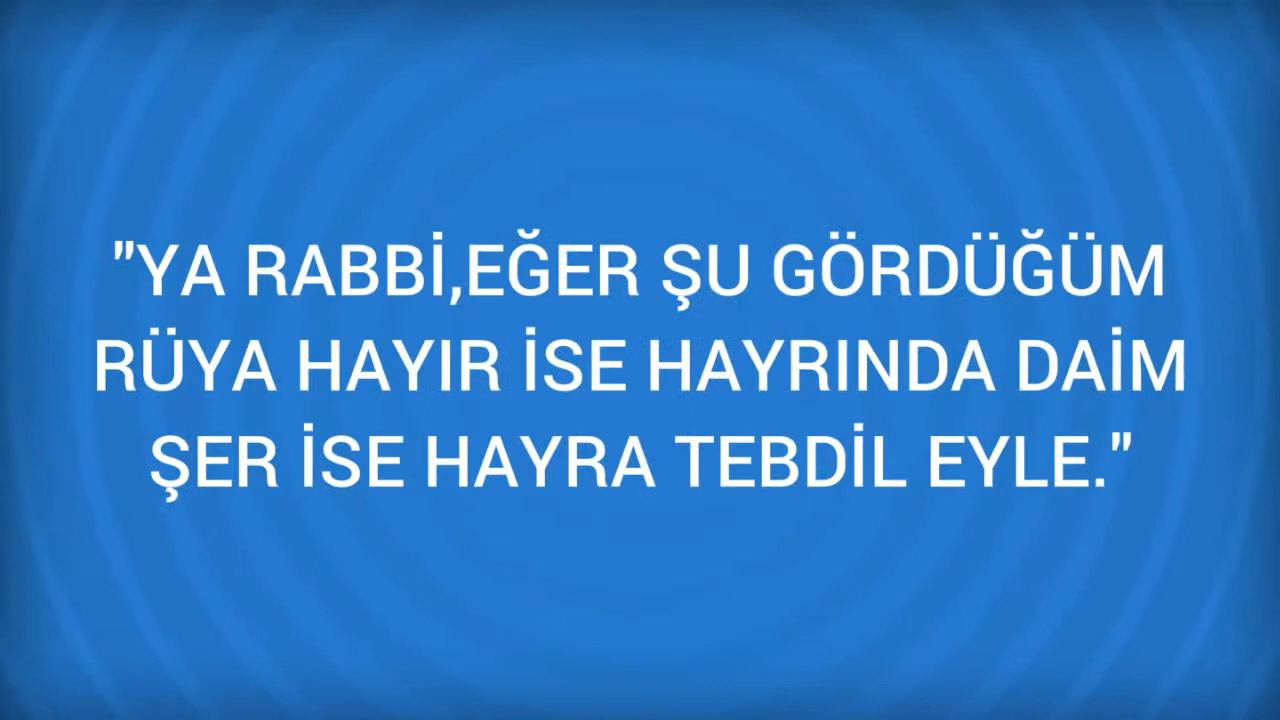 "YA RABBİ,EĞER ŞU GÖRDÜĞÜM
RÜYA HAYIR İSE HAYRINDA DAİM
ŞER İSE HAYRA TEBDİL EYLE."